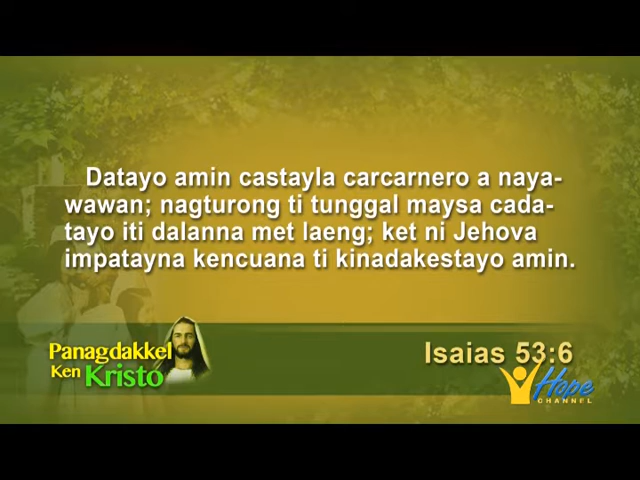 Datayo amin castayla carcarnero a naya-
wawan; nagturong ti tunggal maysa cada-
tayo iti dalanna met laeng; ket ni Jehova
impatayna kencuana ti kinadakestayo amin.
Panagdakkel
Ken Kristo
Isaias 53:6
Hope
CHANNEL